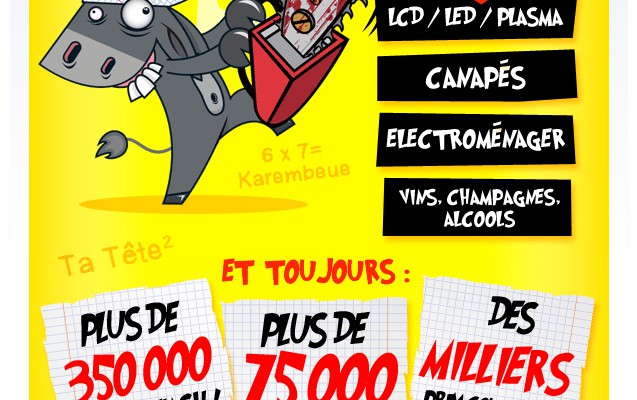 LCD / LED / PLASMA
CANAPÉS
ELECTROMÉNAGER
VINS, CHAMPAGNES,
ALCOOLS
6 x 7=
Karembeue
Ta Tête²
ET TOUJOURS :
PLUS DE
350 000
PLUS DE
75 000
DES
MILLIERS